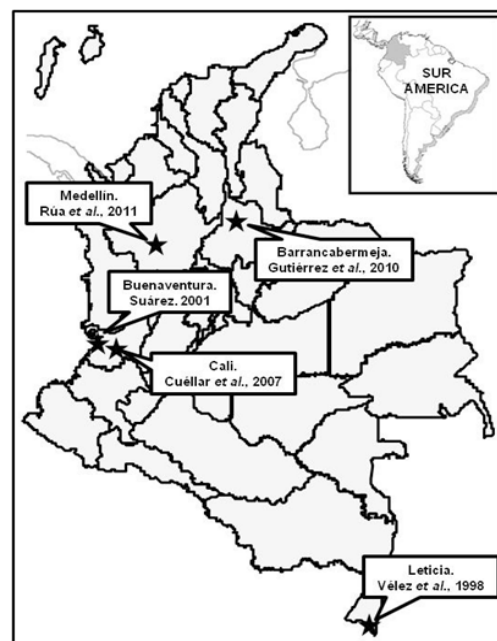 SUR
AMERICA
Medellín.
Rúa et al., 2011
Barrancabermeja.
Gutiérrez et al., 2010
Buenaventura.
Suárez. 2001
Cali.
Cuéllar et al., 2007
Leticia.
Vélez et al., 1998